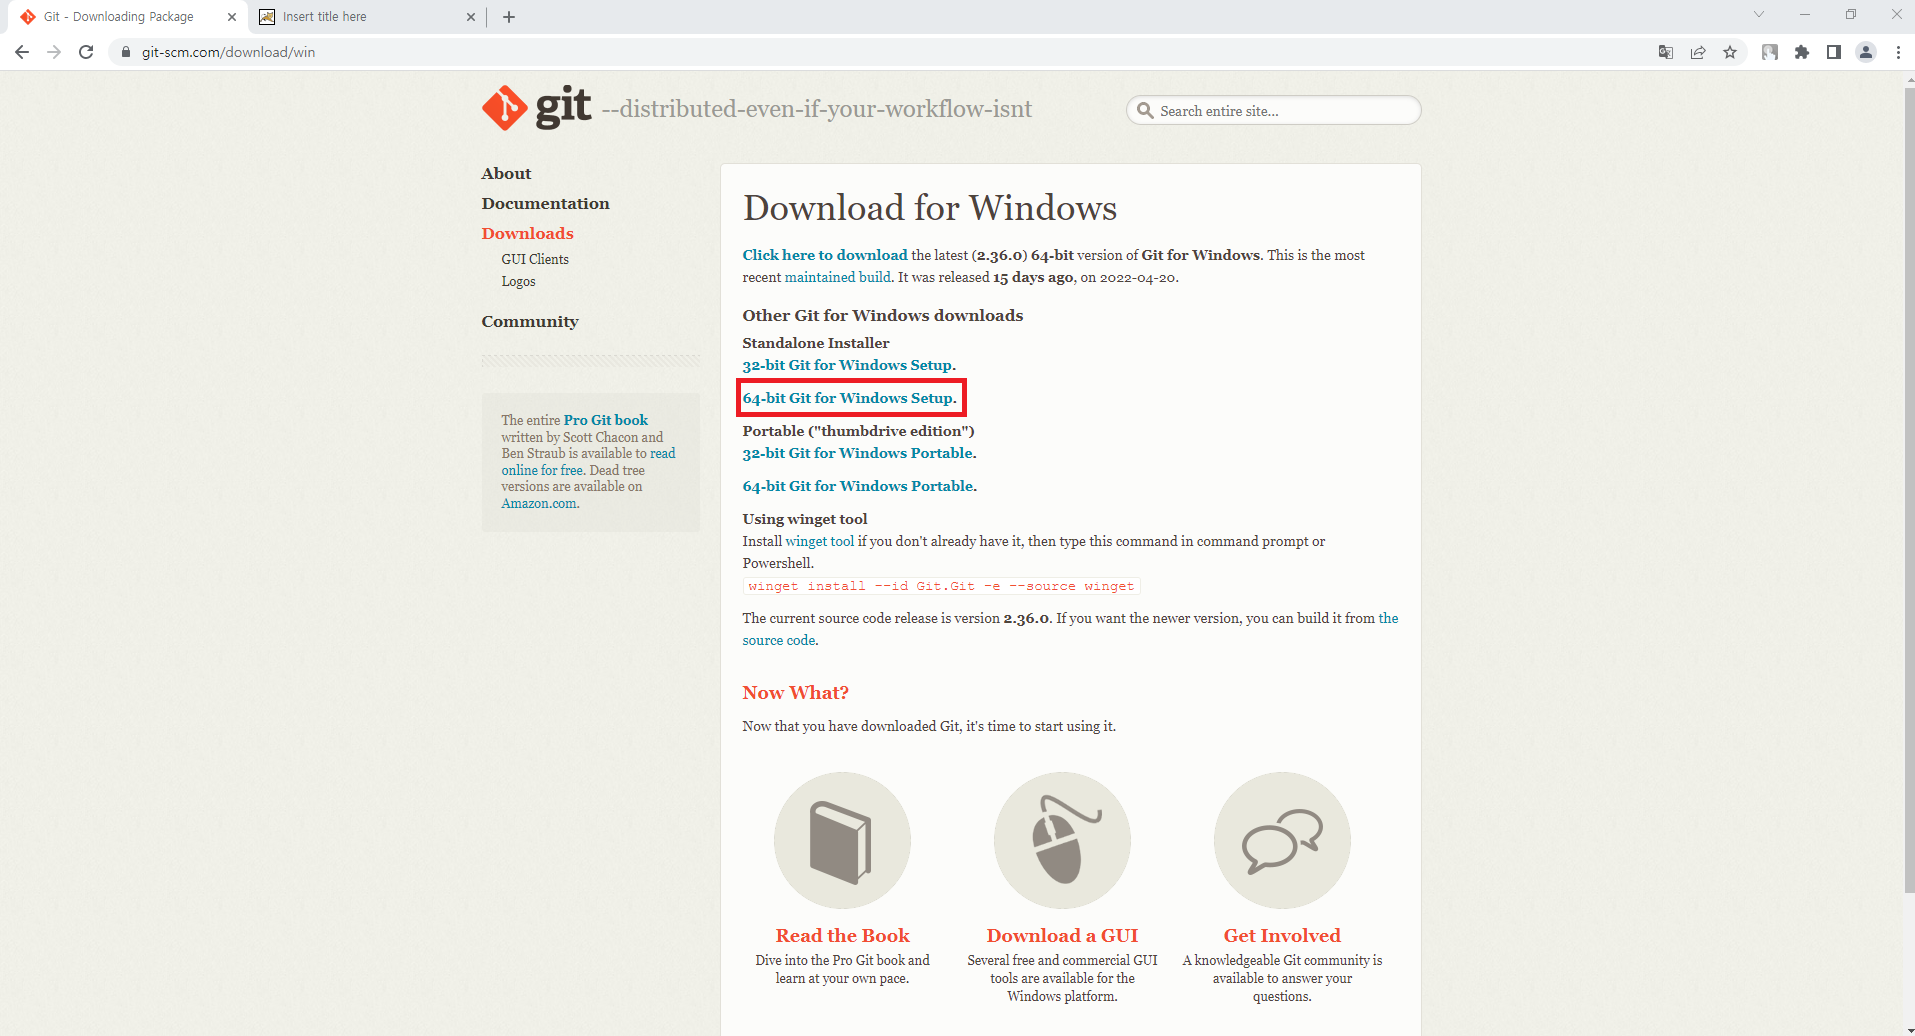 Git - Downloading Package
Insert title here
git-scm.com/download/win
git --distributed-even-if-your-workflow-isnt
Search entire site...
About
Documentation
Downloads
GUI Clients
Logos
Community
The entire Pro Git book
written by Scott Chacon and
Ben Straub is available to read
online for free. Dead tree
versions are available on
Amazon.com.
Download for Windows
Click here to download the latest (2.36.0) 64-bit version of Git for Windows. This is the most
recent maintained build. It was released 15 days ago, on 2022-04-20.
Other Git for Windows downloads
Standalone Installer
32-bit Git for Windows Setup.
64-bit Git for Windows Setup.
Portable ("thumbdrive edition")
32-bit Git for Windows Portable.
64-bit Git for Windows Portable.
Using winget tool
Install winget tool if you don't already have it, then type this command in command prompt or
Powershell.
winget install --id Git.Git -e --source winget
The current source code release is version 2.36.0. If you want the newer version, you can build it from the
source code.
Now What?
Now that you have downloaded Git, it's time to start using it.
Read the Book
Dive into the Pro Git book and
learn at your own pace.
Download a GUI
Several free and commercial GUI
tools are available for the
Windows platform.
Get Involved
A knowledgeable Git community is
available to answer your
questions.